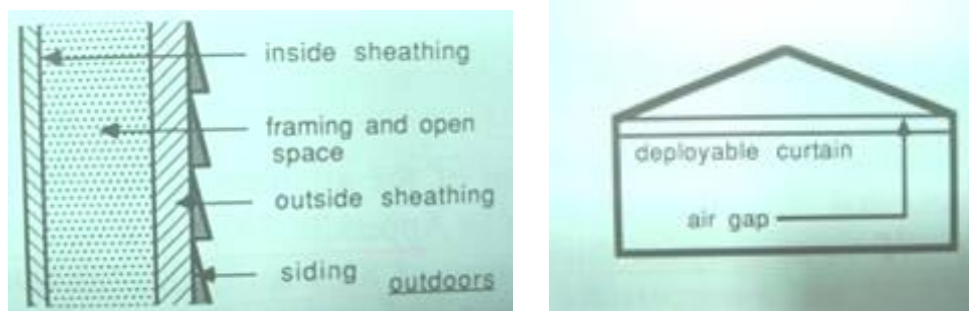 inside sheathing
framing and open
space
outside sheathing
siding
outdoors
deployable curtain
air gap